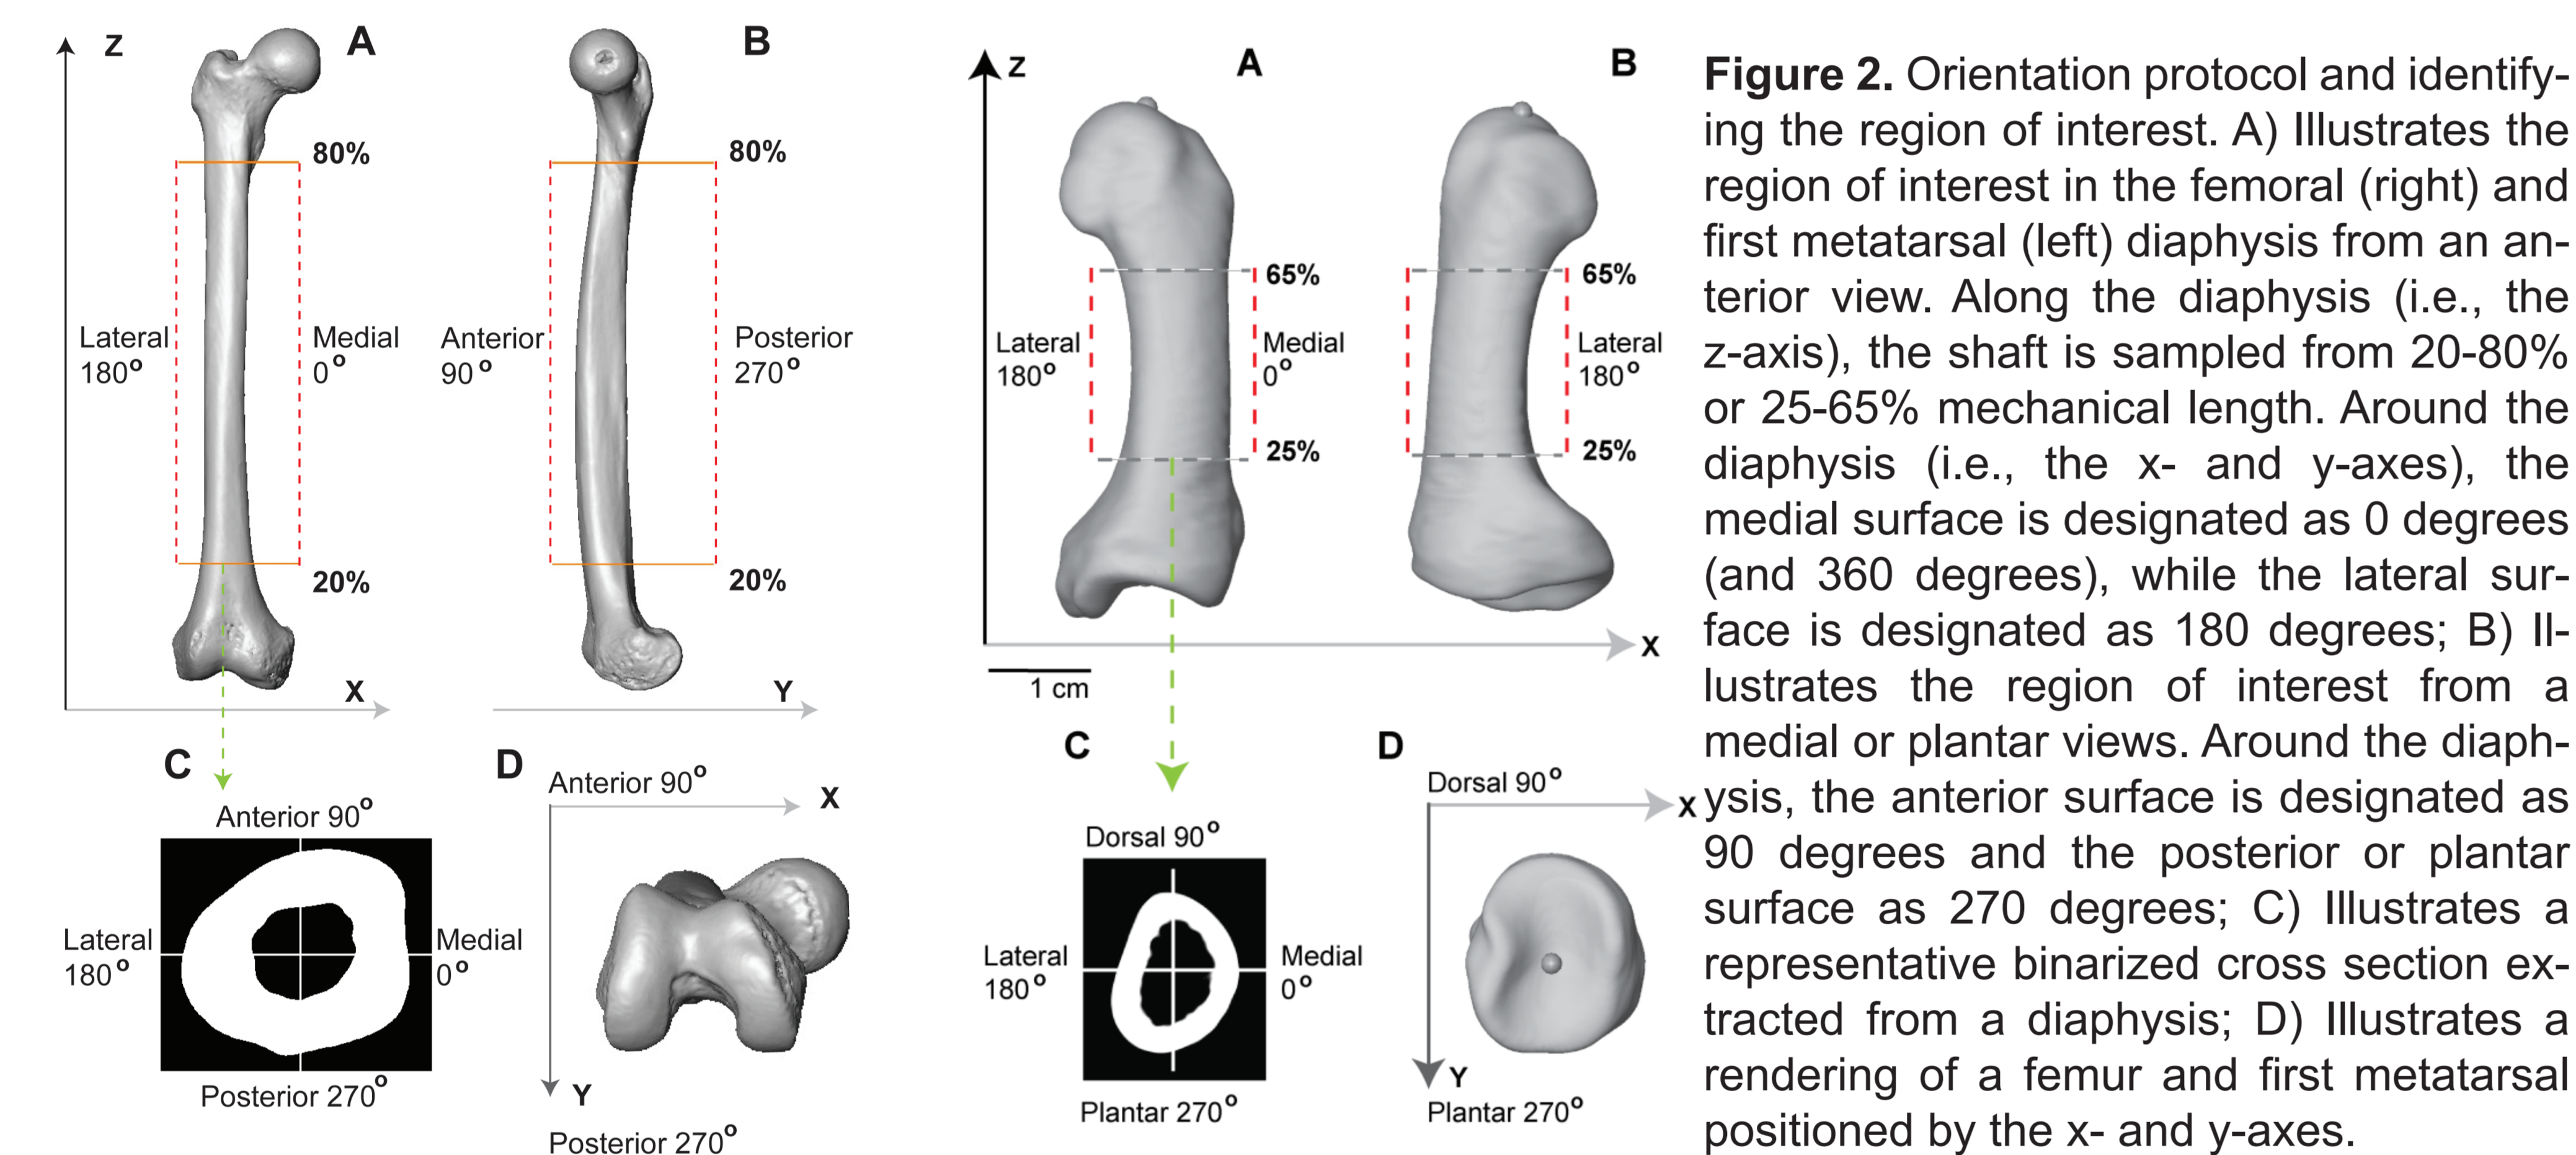 Z
A
B
80%
80%
Lateral
180°
Medial
0°
Anterior
90°
Posterior
270°
20%
20%
X
Y
C
Anterior 90°
Lateral
180°
Medial
0°
Posterior 270°
D
Anterior 90°
X
Y
Posterior 270°
Z
A
B
65%
65%
Lateral
180°
Medial
0°
Lateral
180°
25%
25%
X
1 cm
C
Dorsal 90°
Lateral
180°
Medial
0°
Plantar 270°
D
Dorsal 90°
X
Y
Plantar 270°
Figure 2. Orientation protocol and identify-
ing the region of interest. A) Illustrates the
region of interest in the femoral (right) and
first metatarsal (left) diaphysis from an an-
terior view. Along the diaphysis (i.e., the
z-axis), the shaft is sampled from 20-80%
or 25-65% mechanical length. Around the
diaphysis (i.e., the x- and y-axes), the
medial surface is designated as 0 degrees
(and 360 degrees), while the lateral sur-
face is designated as 180 degrees; B) Il-
lustrates the region of interest from a
medial or plantar views. Around the diaph-
ysis, the anterior surface is designated as
90 degrees and the posterior or plantar
surface as 270 degrees; C) Illustrates a
representative binarized cross section ex-
tracted from a diaphysis; D) Illustrates a
rendering of a femur and first metatarsal
positioned by the x- and y-axes.